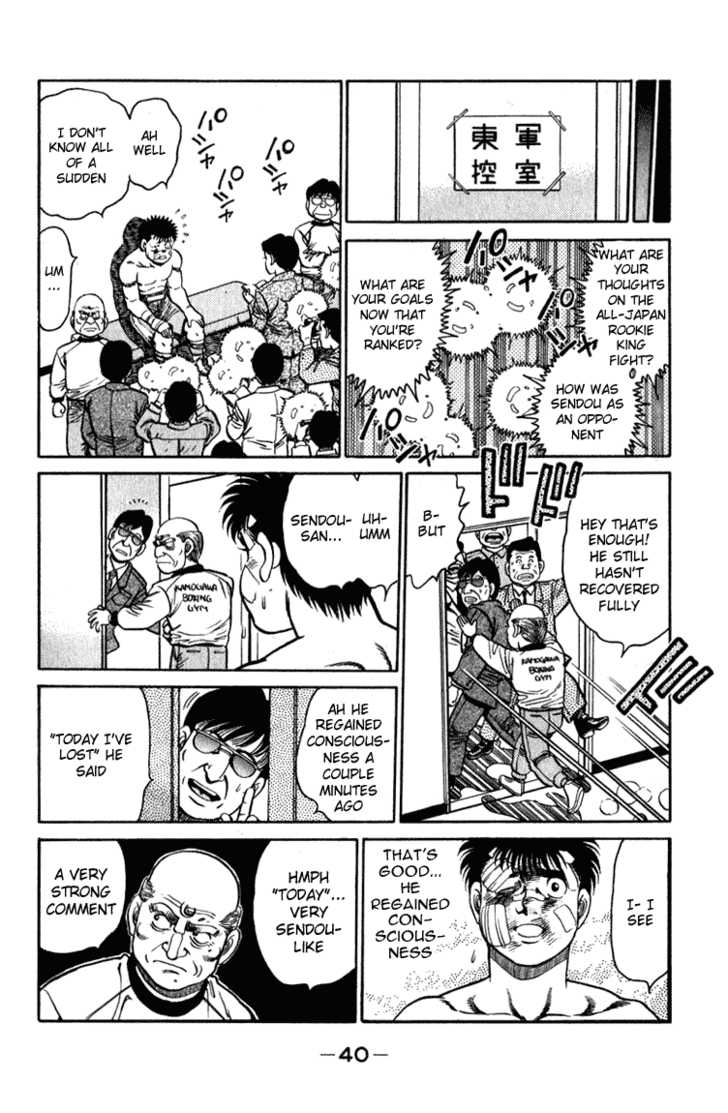 東軍
控室
WHAT ARE
YOUR
THOUGHTS
ON THE
ALL-JAPAN
ROOKIE
KING
FIGHT?
HOW WAS
SENDOU AS
AN OPPO-
NENT
WHAT ARE
YOUR GOALS
NOW THAT
YOU'RE
RANKED?
パシャ
パシャ
パシャ
パシャ
パシャ
AH
WELL
I DON'T
KNOW ALL
OF A
SUDDEN
UM
...
HEY THAT'S
ENOUGH!
HE STILL
HASN'T
RECOVERED
FULLY
ドドドド
KAMOGAWA
BOXING
GYM
B-
BUT
UH-
UMM
SENDOU-
SAN...
KAMOGAWA
BOXING
GYM
AH HE
REGAINED
CONSCIOUS-
NESS A
COUPLE
MINUTES
AGO
"TODAY I'VE
LOST" HE
SAID
I- I
SEE
THAT'S
GOOD...
HE
REGAINED
CON-
SCIOUS-
NESS
HMPH
"TODAY"...
VERY
SENDOU-
LIKE
A VERY
STRONG
COMMENT
—40—